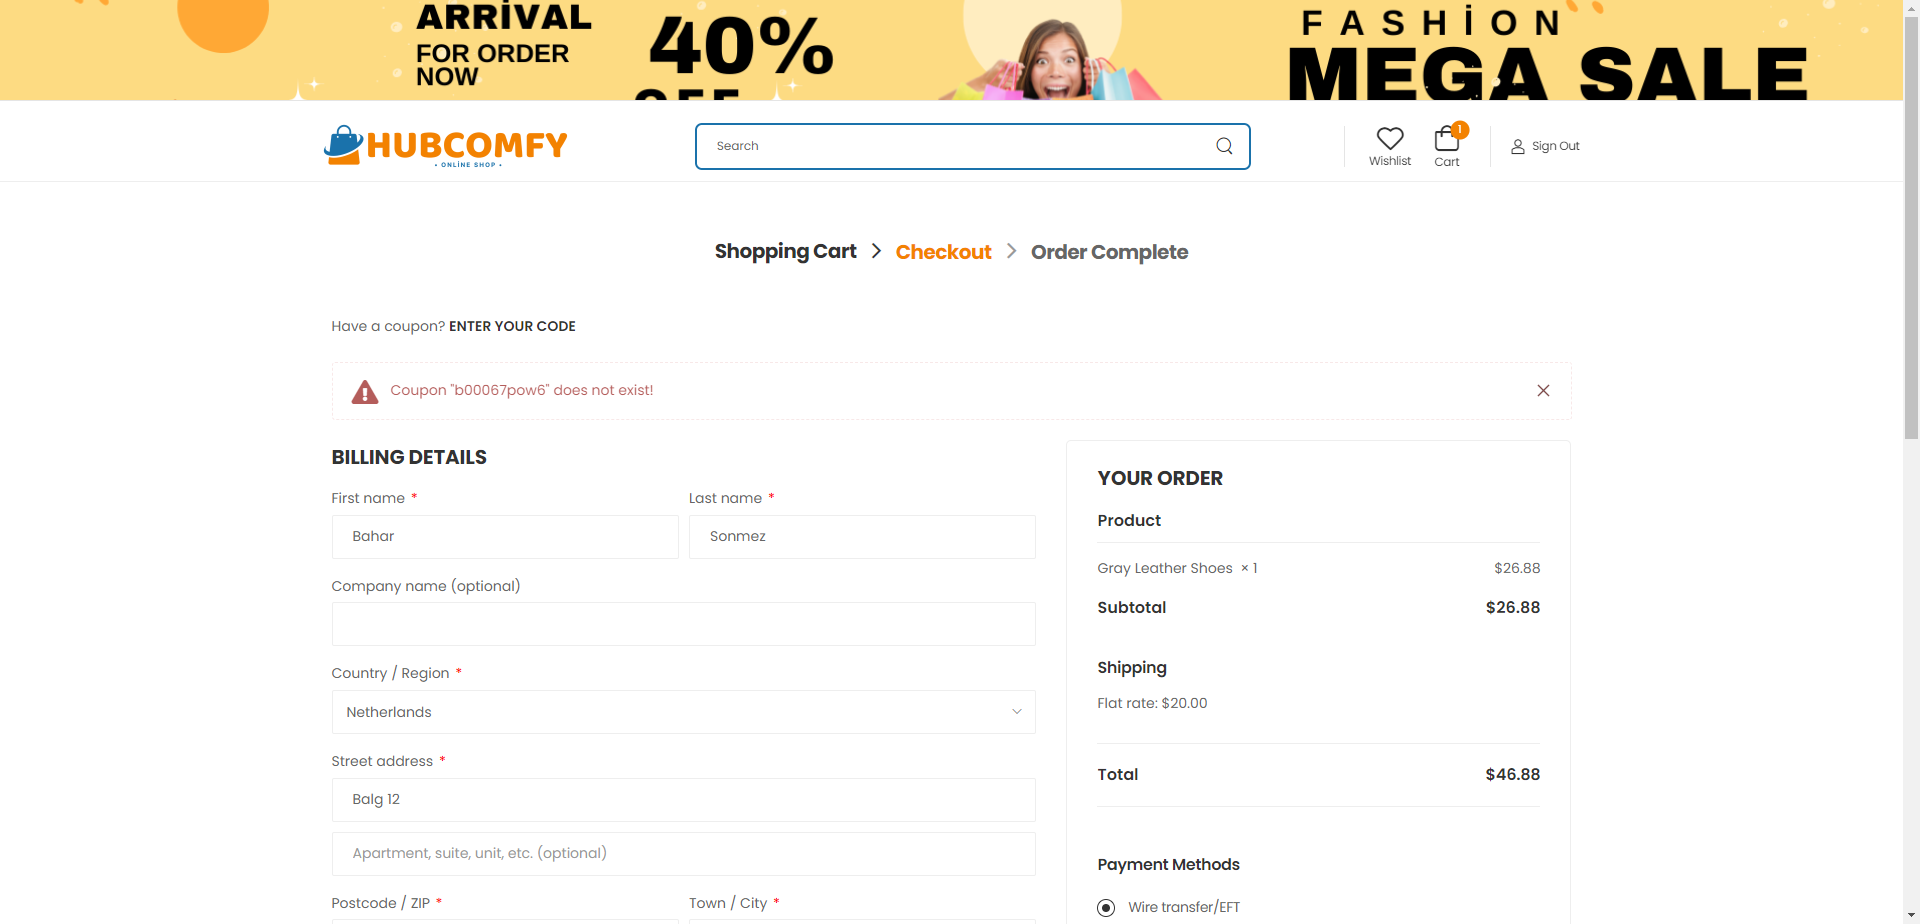 ARRİVAL
FOR ORDER
NOW
40%
FASHİON
MEGA SALE
HUBCOMFY
• ONLİNE SHOP •
Search
Wishlist
1
Cart
Sign Out
Shopping Cart
Checkout
Order Complete
Have a coupon? ENTER YOUR CODE
Coupon "b00067pow6" does not exist!
BILLING DETAILS
First name *
Last name *
Bahar
Sonmez
Company name (optional)
Country / Region *
Netherlands
Street address *
Balg 12
Apartment, suite, unit, etc. (optional)
Postcode / ZIP *
Town / City *
YOUR ORDER
Product
Gray Leather Shoes × 1 $26.88
Subtotal $26.88
Shipping
Flat rate: $20.00
Total $46.88
Payment Methods
Wire transfer/EFT